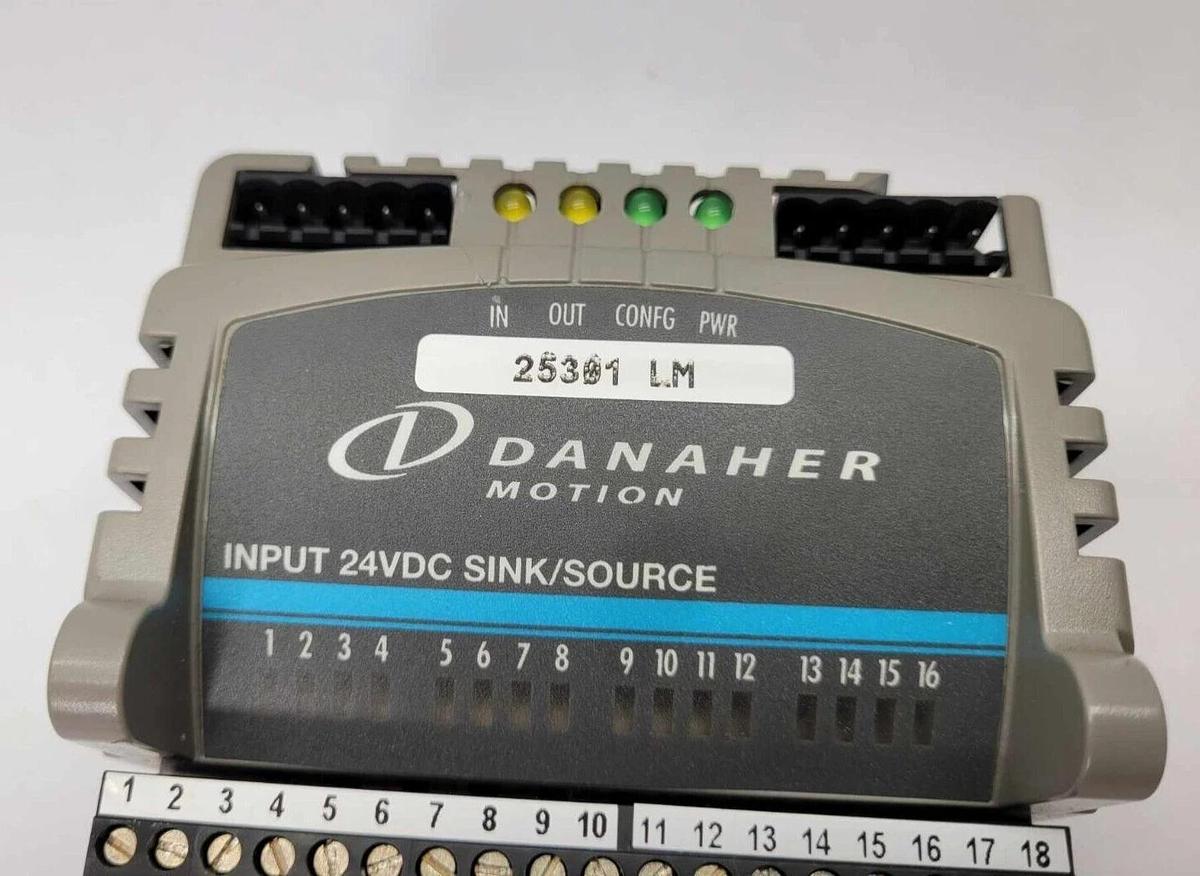 IN OUT CONFG PWR
25301 LM
DANAHER
MOTION
INPUT 24VDC SINK/SOURCE
1 2 3 4 5 6 7 8 9 10 11 12 13 14 15 16
1 2 3 4 5 6 7 8 9 10 11 12 13 14 15 16 17 18